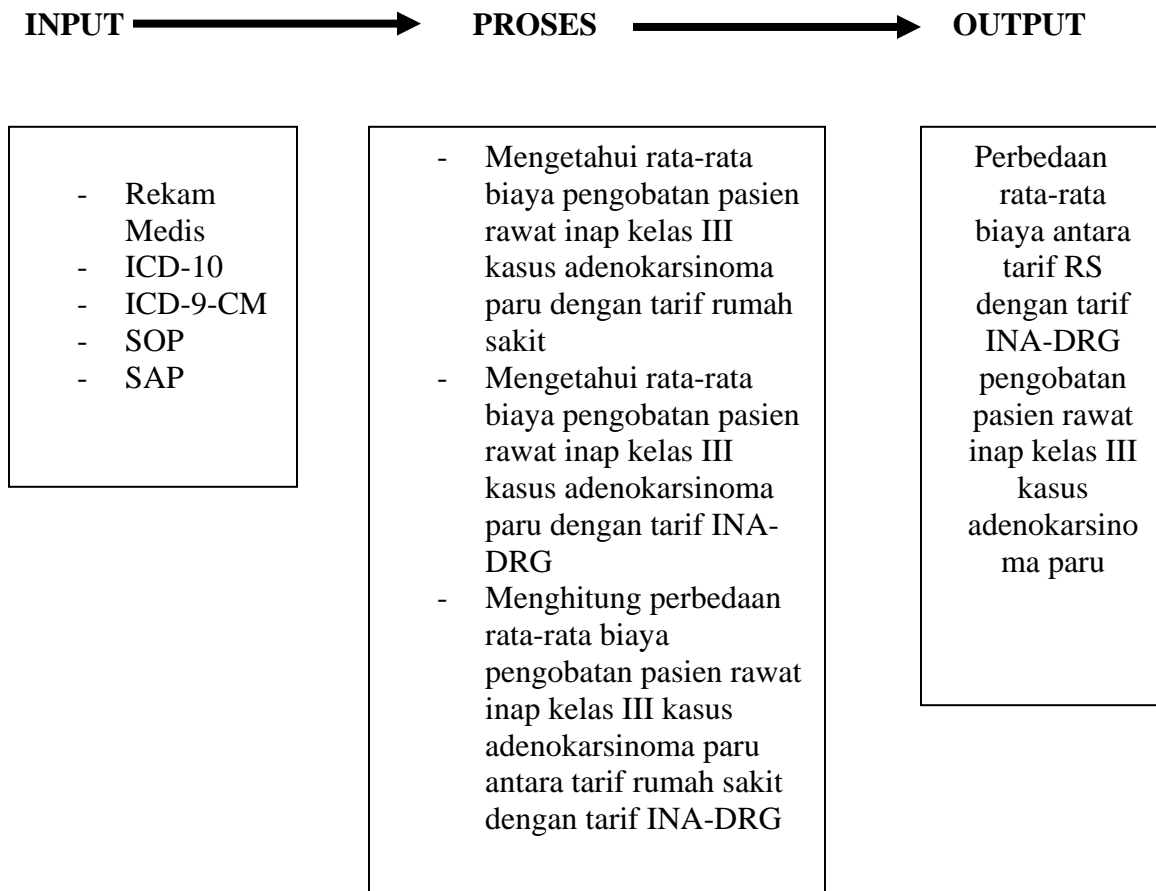 INPUT PROSES OUTPUT
- Rekam
Medis
- ICD-10
- ICD-9-CM
- SOP
- SAP
- Mengetahui rata-rata
biaya pengobatan pasien
rawat inap kelas III
kasus adenokarsinoma
paru dengan tarif rumah
sakit
- Mengetahui rata-rata
biaya pengobatan pasien
rawat inap kelas III
kasus adenokarsinoma
paru dengan tarif INA-
DRG
- Menghitung perbedaan
rata-rata biaya
pengobatan pasien rawat
inap kelas III kasus
adenokarsinoma paru
antara tarif rumah sakit
dengan tarif INA-DRG
Perbedaan
rata-rata
biaya antara
tarif RS
dengan tarif
INA-DRG
pengobatan
pasien rawat
inap kelas III
kasus
adenokarsino
ma paru